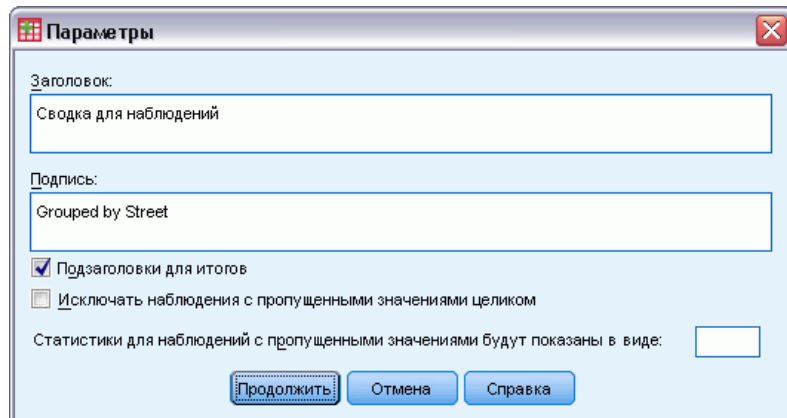 Параметры
Заголовок:
Сводка для наблюдений
Подпись:
Grouped by Street
Подзаголовки для итогов
Исключать наблюдения с пропущенными значениями целиком
Статистики для наблюдений с пропущенными значениями будут показаны в виде:
Продолжить Отмена Справка